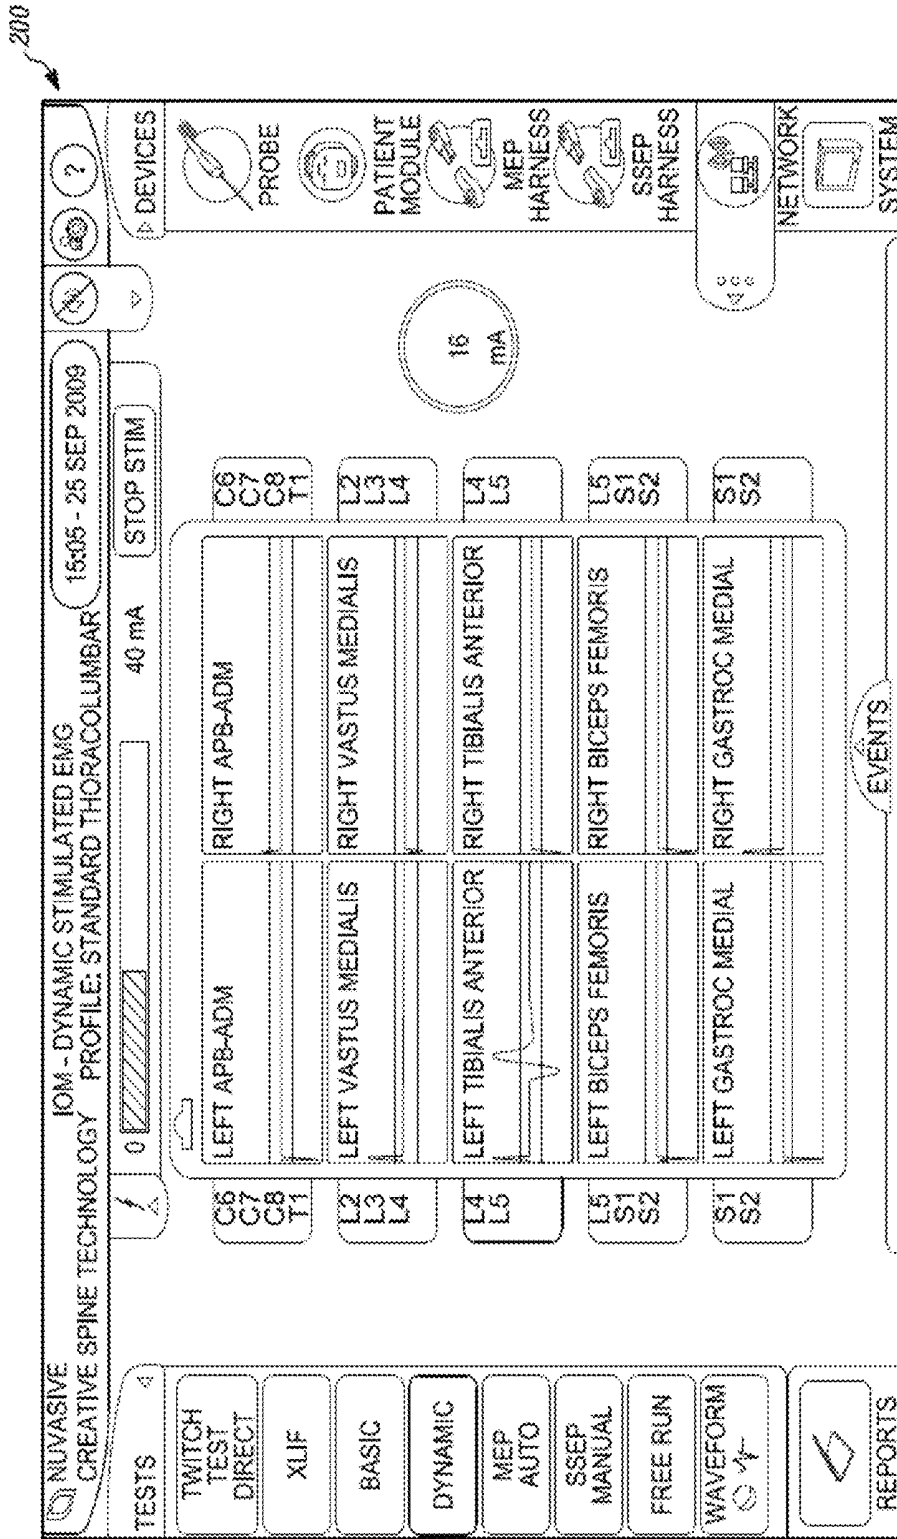 200
NUVASIVE
CREATIVE SPINE TECHNOLOGY
IOM - DYNAMIC STIMULATED EMG
PROFILE: STANDARD THORACOLUMBAR
15:05 - 25 SEP 2009
?
TESTS
0
40 mA
STOP STIM
DEVICES
TWITCH
TEST
DIRECT
XLIF
BASIC
DYNAMIC
MEP
AUTO
SSEP
MANUAL
FREE RUN
WAVEFORM
REPORTS
C6
C7
C8
T1
LEFT APB-ADM
RIGHT APB-ADM
C6
C7
C8
T1
L2
L3
L4
LEFT VASTUS MEDIALIS
RIGHT VASTUS MEDIALIS
L2
L3
L4
L4
L5
LEFT TIBIALIS ANTERIOR
RIGHT TIBIALIS ANTERIOR
L4
L5
L5
S1
S2
LEFT BICEPS FEMORIS
RIGHT BICEPS FEMORIS
L5
S1
S2
S1
S2
LEFT GASTROC MEDIAL
RIGHT GASTROC MEDIAL
S1
S2
16
mA
EVENTS
PROBE
PATIENT
MODULE
MEP
HARNESS
SSEP
HARNESS
NETWORK
SYSTEM